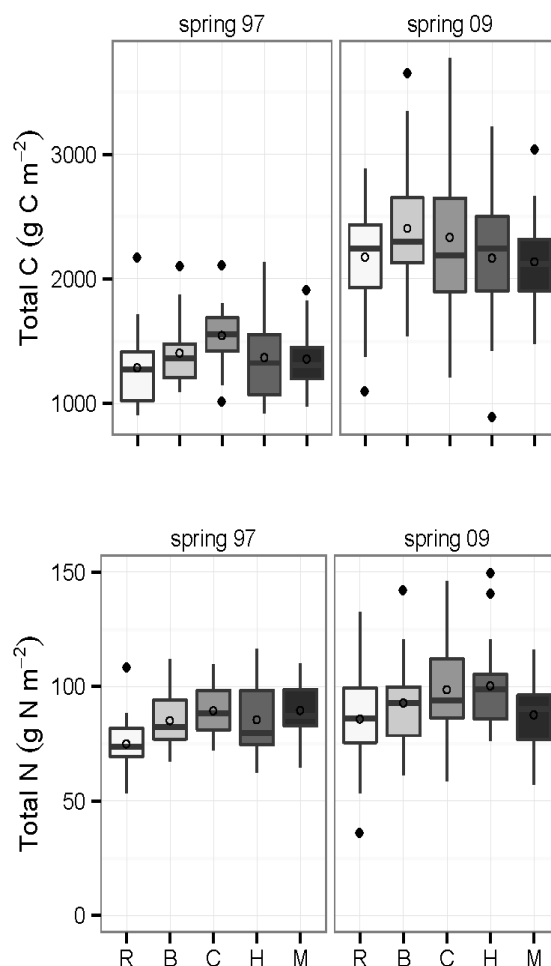 spring 97 spring 09
Total C (g C m⁻²)
3000
2000
1000
spring 97 spring 09
Total N (g N m⁻²)
150
100
50
0
R B C H M R B C H M